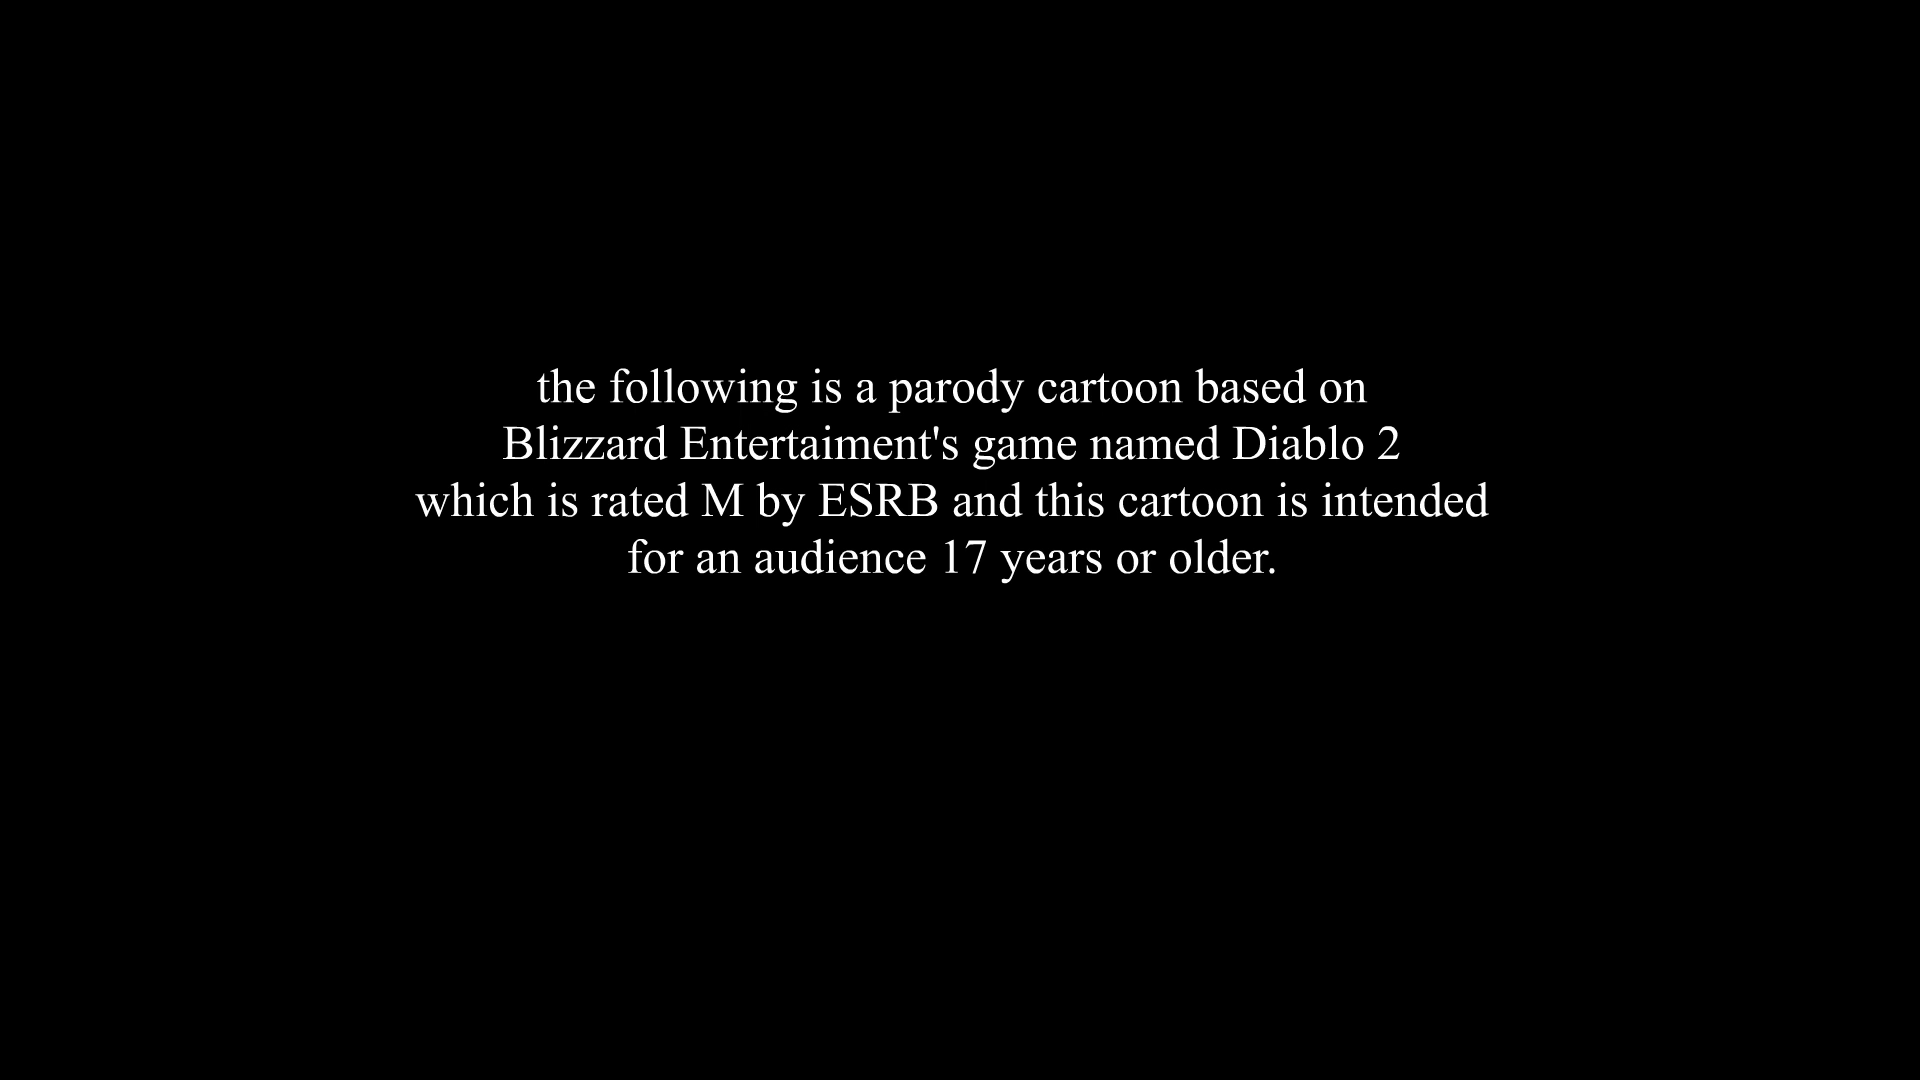 the following is a parody cartoon based on
Blizzard Entertaiment's game named Diablo 2
which is rated M by ESRB and this cartoon is intended
for an audience 17 years or older.